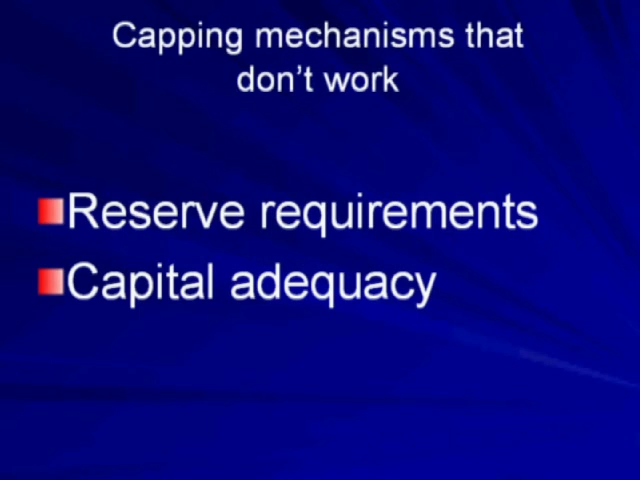 Capping mechanisms that
don't work
Reserve requirements
Capital adequacy